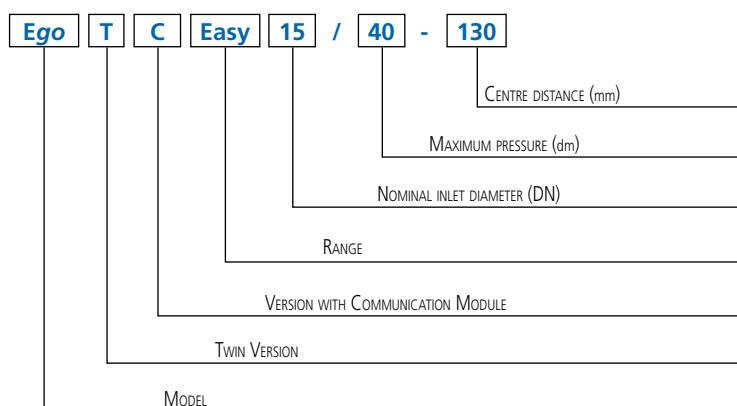 Ego T C Easy 15 / 40 - 130
CENTRE DISTANCE (mm)
MAXIMUM PRESSURE (dm)
NOMINAL INLET DIAMETER (DN)
RANGE
VERSION WITH COMMUNICATION MODULE
TWIN VERSION
MODEL